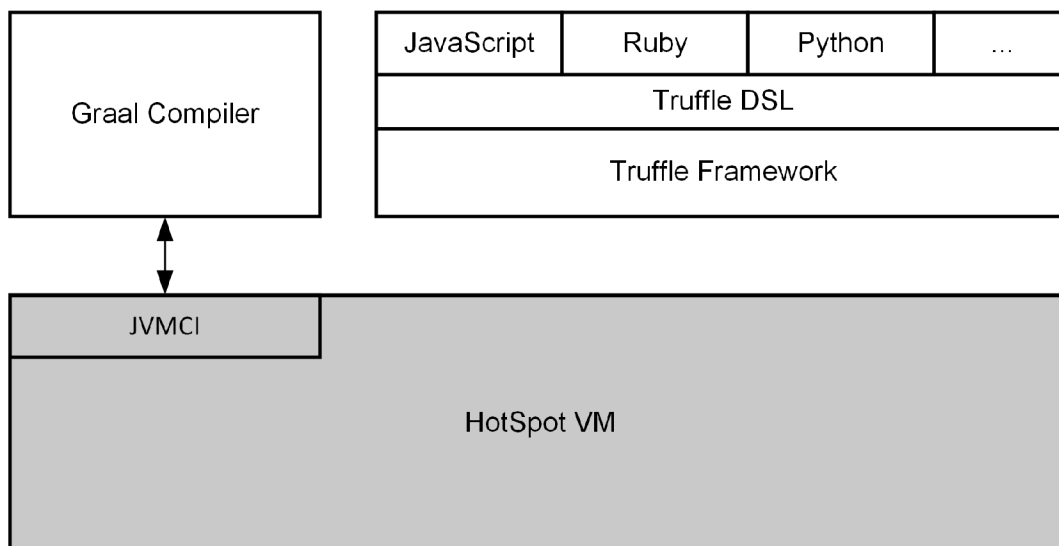 JavaScript Ruby Python ...
Graal Compiler
Truffle DSL
Truffle Framework
JVMCI
HotSpot VM